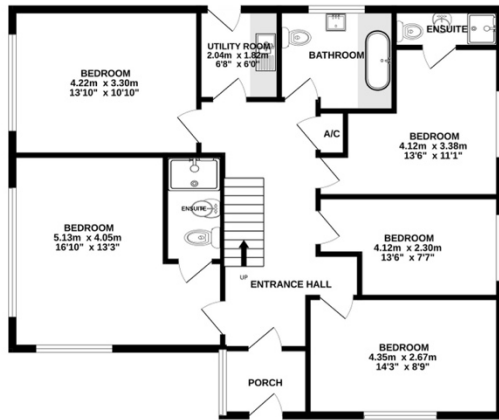 BEDROOM
4.22m x 3.30m
13'10" x 10'10"
UTILITY ROOM
2.04m x 1.82m
6'8" x 6'0"
BATHROOM
ENSUITE
A/C
BEDROOM
4.12m x 3.38m
13'6" x 11'1"
BEDROOM
5.13m x 4.05m
16'10" x 13'3"
ENSUITE
BEDROOM
4.12m x 2.30m
13'6" x 7'7"
UP
ENTRANCE HALL
BEDROOM
4.35m x 2.67m
14'3" x 8'9"
PORCH